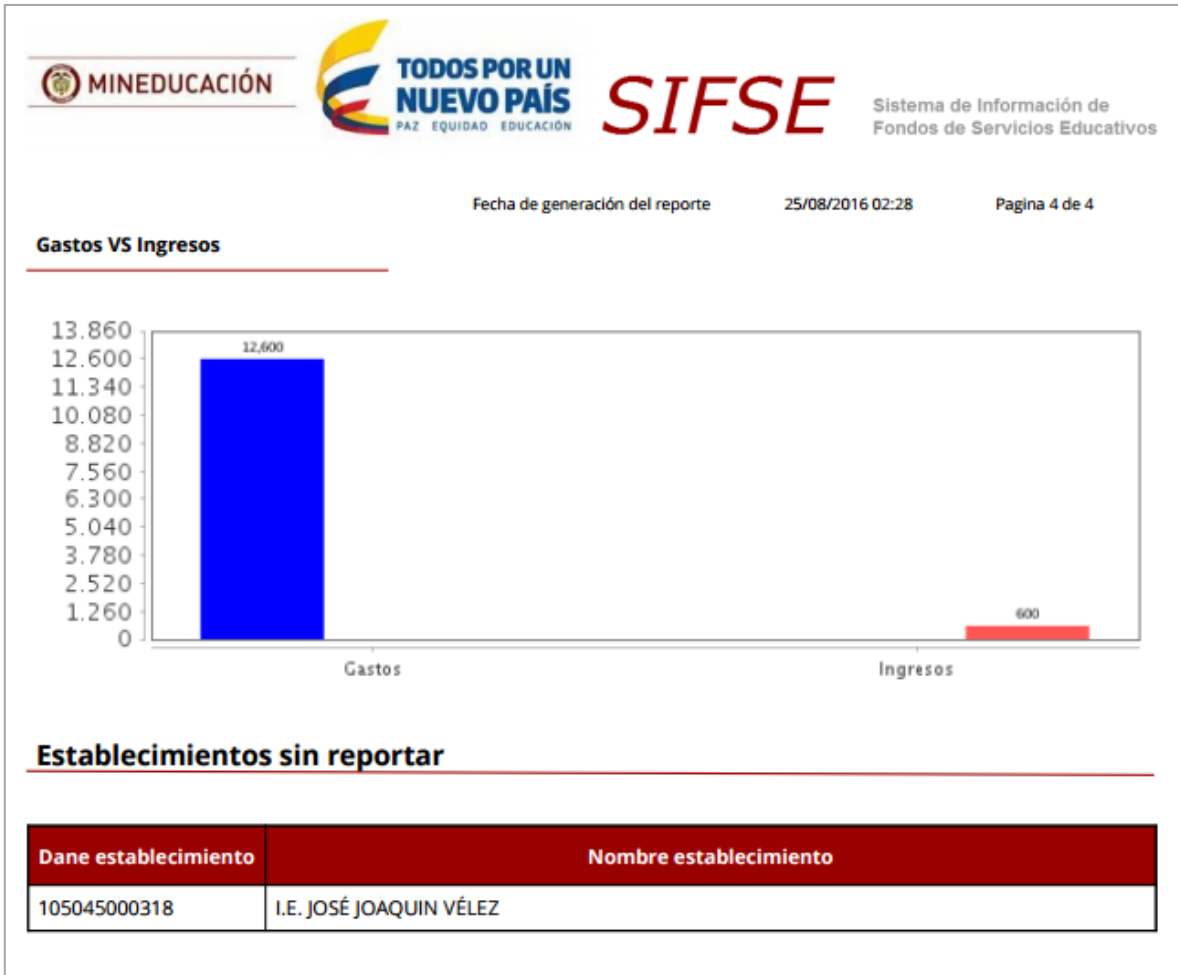 MINEDUCACIÓN
TODOS POR UN
NUEVO PAÍS
PAZ EQUIDAD EDUCACIÓN
SIFSE
Sistema de Información de
Fondos de Servicios Educativos
Fecha de generación del reporte 25/08/2016 02:28 Pagina 4 de 4
Gastos VS Ingresos
13.860
12.600
11.340
10.080
8.820
7.560
6.300
5.040
3.780
2.520
1.260
0
12,600
600
Gastos Ingresos
Establecimientos sin reportar
Dane establecimiento Nombre establecimiento
105045000318 I.E. JOSÉ JOAQUIN VÉLEZ